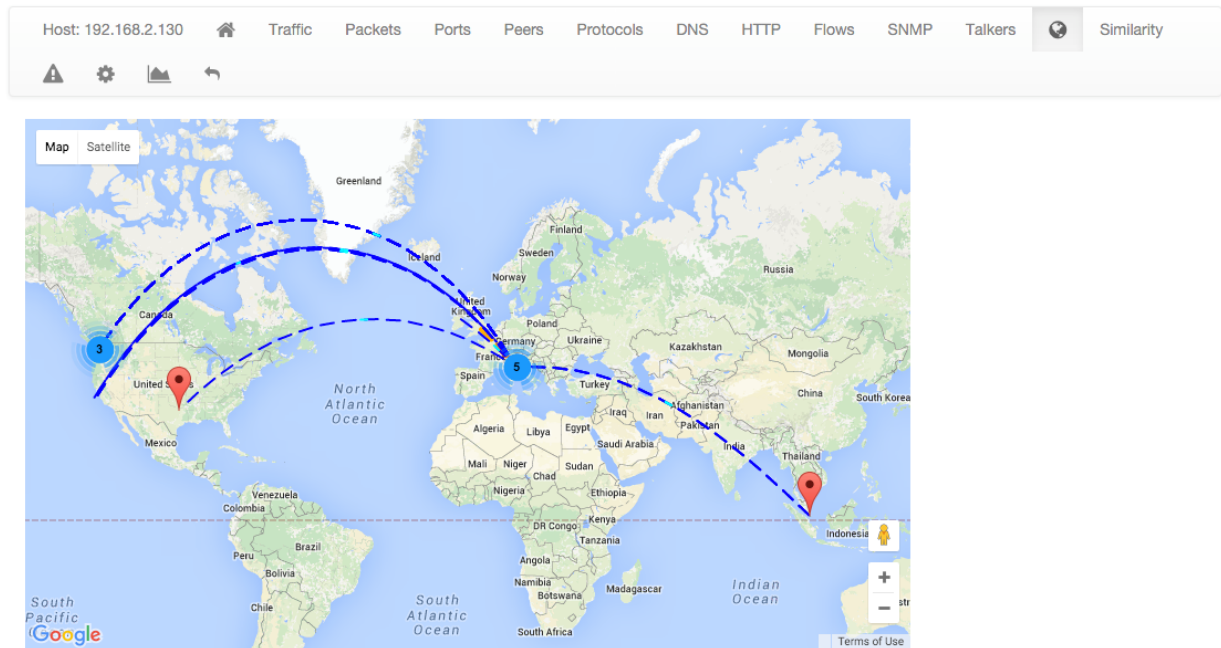 Host: 192.168.2.130 Traffic Packets Ports Peers Protocols DNS HTTP Flows SNMP Talkers Similarity
Map Satellite
Greenland
Iceland
Finland
Sweden
Norway
Russia
United
Kingdom
Canada
Poland
Germany
Ukraine
France
Kazakhstan
Mongolia
3
5
Spain
Turkey
United States
China
South Korea
North
Atlantic
Ocean
Afghanistan
Iraq
Iran
Pakistan
Algeria
Libya
Egypt
Saudi Arabia
India
Mexico
Thailand
Mali
Niger
Chad
Sudan
Nigeria
Ethiopia
Venezuela
Colombia
DR Congo
Kenya
Indonesia
Tanzania
Peru
Brazil
Angola
Bolivia
Namibia
Botswana
Madagascar
Indian
Ocean
South
Pacific
Chile
South
Atlantic
Ocean
South Africa
+
−
str
Google
Terms of Use